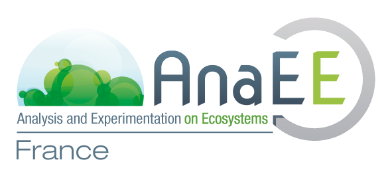 AnaEE
Analysis and Experimentation on Ecosystems
France